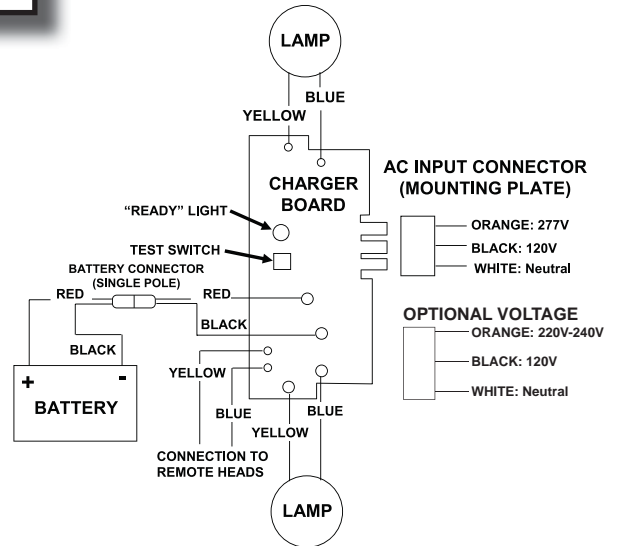 LAMP
BLUE
YELLOW
CHARGER
BOARD
AC INPUT CONNECTOR
(MOUNTING PLATE)
"READY" LIGHT
ORANGE: 277V
BLACK: 120V
WHITE: Neutral
TEST SWITCH
BATTERY CONNECTOR
(SINGLE POLE)
RED
RED
BLACK
OPTIONAL VOLTAGE
ORANGE: 220V-240V
BLACK: 120V
WHITE: Neutral
BLACK
+
-
BATTERY
YELLOW
BLUE
BLUE
YELLOW
CONNECTION TO
REMOTE HEADS
LAMP